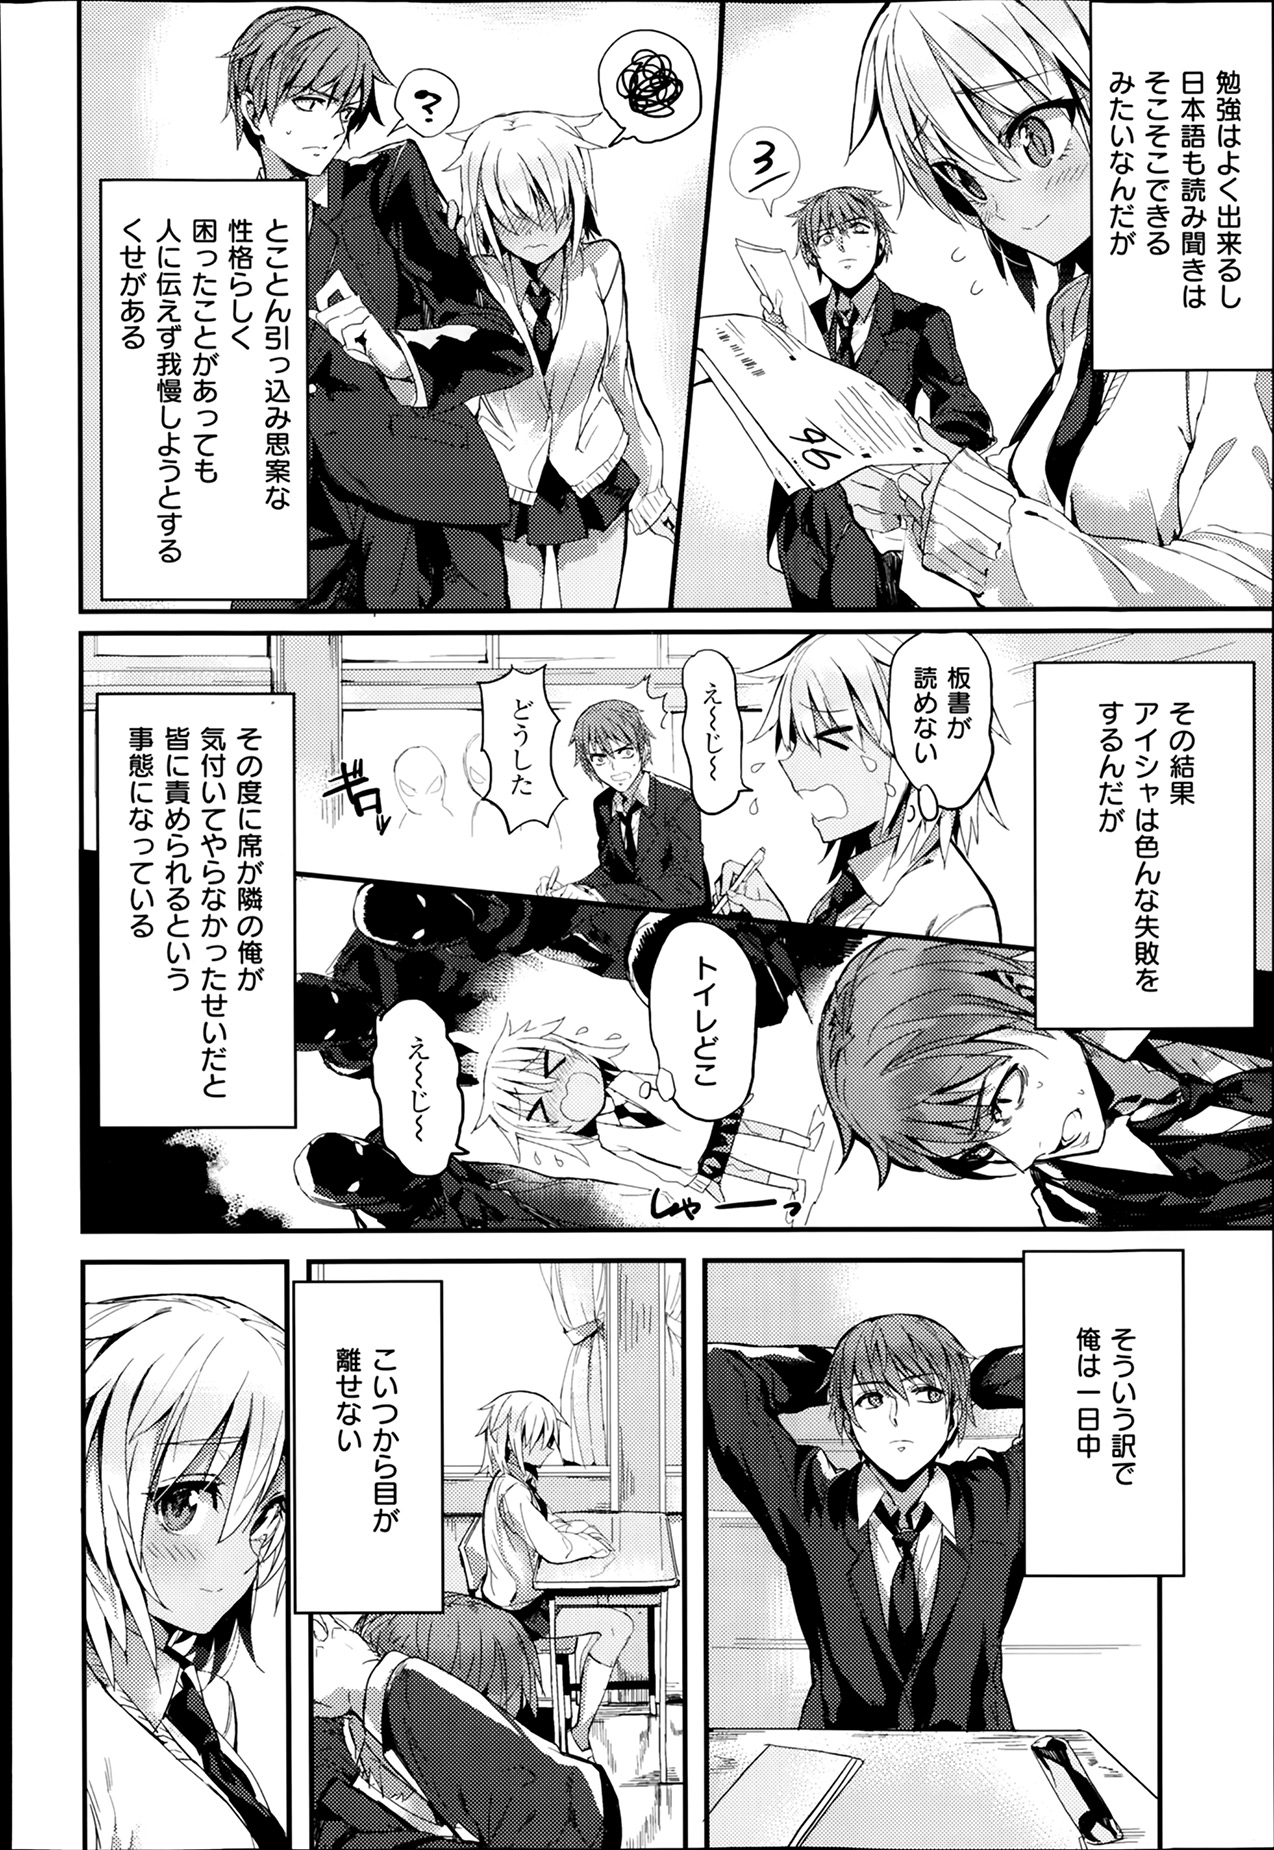 勉強はよく出来るし
日本語も読み聞きは
そこそこできる
みたいなんだが
3
96
?
とことん引っ込み思案な
性格らしく
困ったことがあっても
人に伝えず我慢しようとする
くせがある
その結果
アイシャは色んな失敗を
するんだが
板書が
読めない
え〜じ〜
どうした
ギロッ
その度に席が隣の俺が
気付いてやらなかったせいだと
皆に責められるという
事態になっている
トイレどこ
え〜じ〜
しゃーっ
そういう訳で
俺は一日中
こいつから目が
離せない